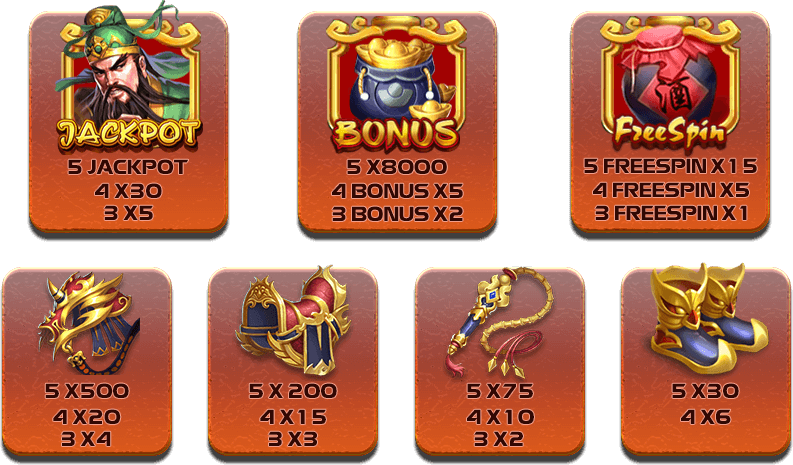 JACKPOT
5 JACKPOT
4 X30
3 X5
BONUS
5 X8000
4 BONUS X5
3 BONUS X2
酒
FreeSpin
5 FREESPIN X15
4 FREESPIN X5
3 FREESPIN X1
5 X500
4 X20
3 X4
5 X 200
4 X15
3 X3
5 X75
4 X10
3 X2
5 X30
4 X6